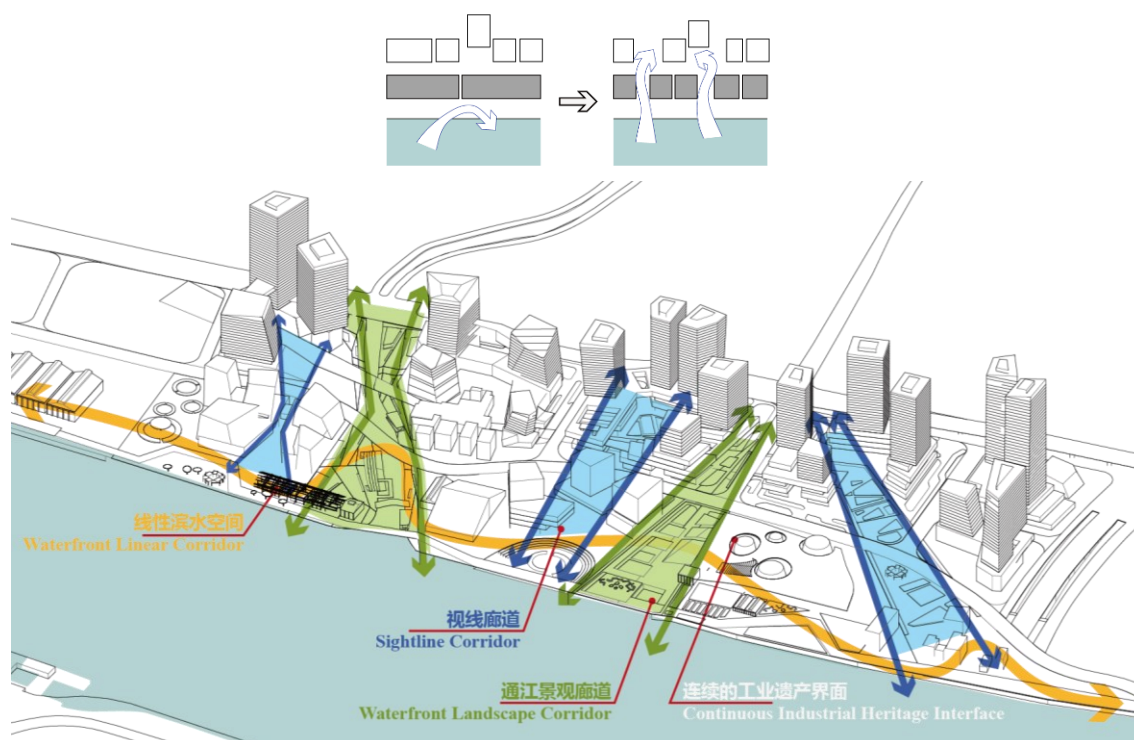 线性滨水空间
Waterfront Linear Corridor
视线廊道
Sightline Corridor
通江景观廊道
Waterfront Landscape Corridor
连续的工业遗产界面
Continuous Industrial Heritage Interface